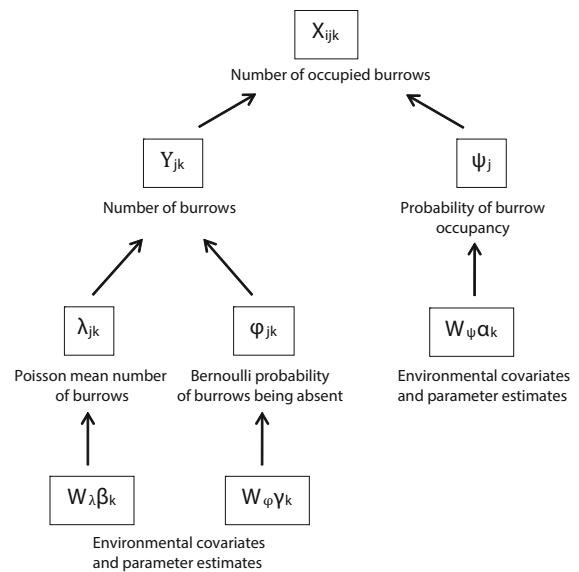 Xijk
Number of occupied burrows
Yjk
ψj
Number of burrows
Probability of burrow
occupancy
λjk
φjk
Wψαk
Poisson mean number
of burrows
Bernoulli probability
of burrows being absent
Environmental covariates
and parameter estimates
Wλβk
Wφγk
Environmental covariates
and parameter estimates